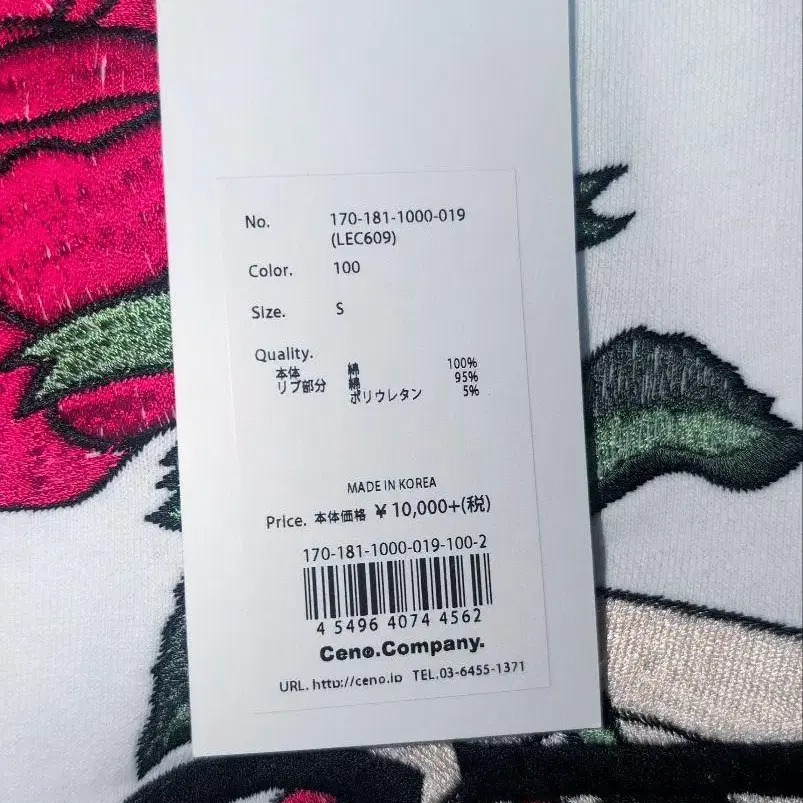 No. 170-181-1000-019
(LEC609)
Color. 100
Size. S
Quality.
本体 綿 100%
リブ部分 綿 95%
ポリウレタン 5%
MADE IN KOREA
Price. 本体価格 ¥ 10,000+(税)
170-181-1000-019-100-2
4 54964 0744 4562
Ceno.Company.
URL. http://ceno.jp TEL.03-6455-1371